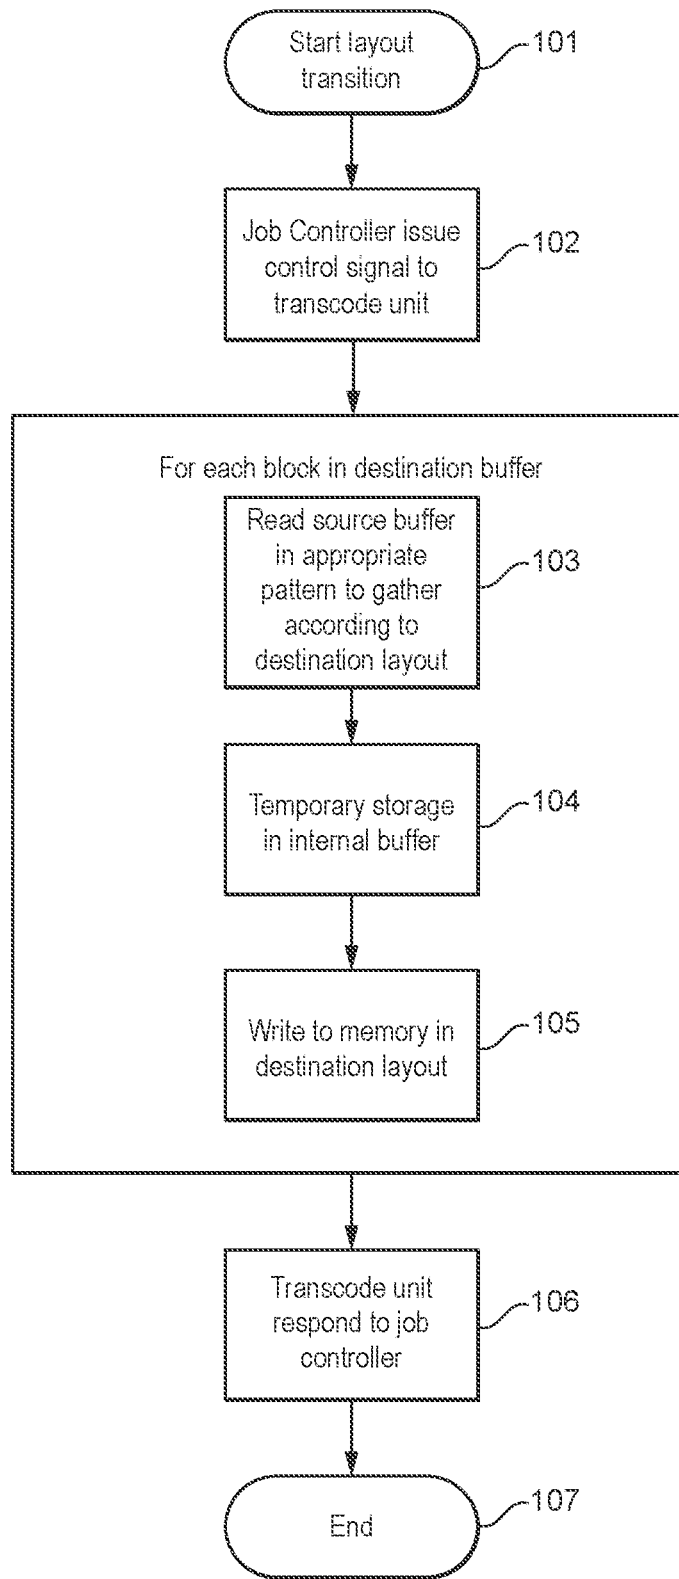 Start layout
transition
101
Job Controller issue
control signal to
transcode unit
102
For each block in destination buffer
Read source buffer
in appropriate
pattern to gather
according to
destination layout
103
Temporary storage
in internal buffer
104
Write to memory in
destination layout
105
Transcode unit
respond to job
controller
106
End
107